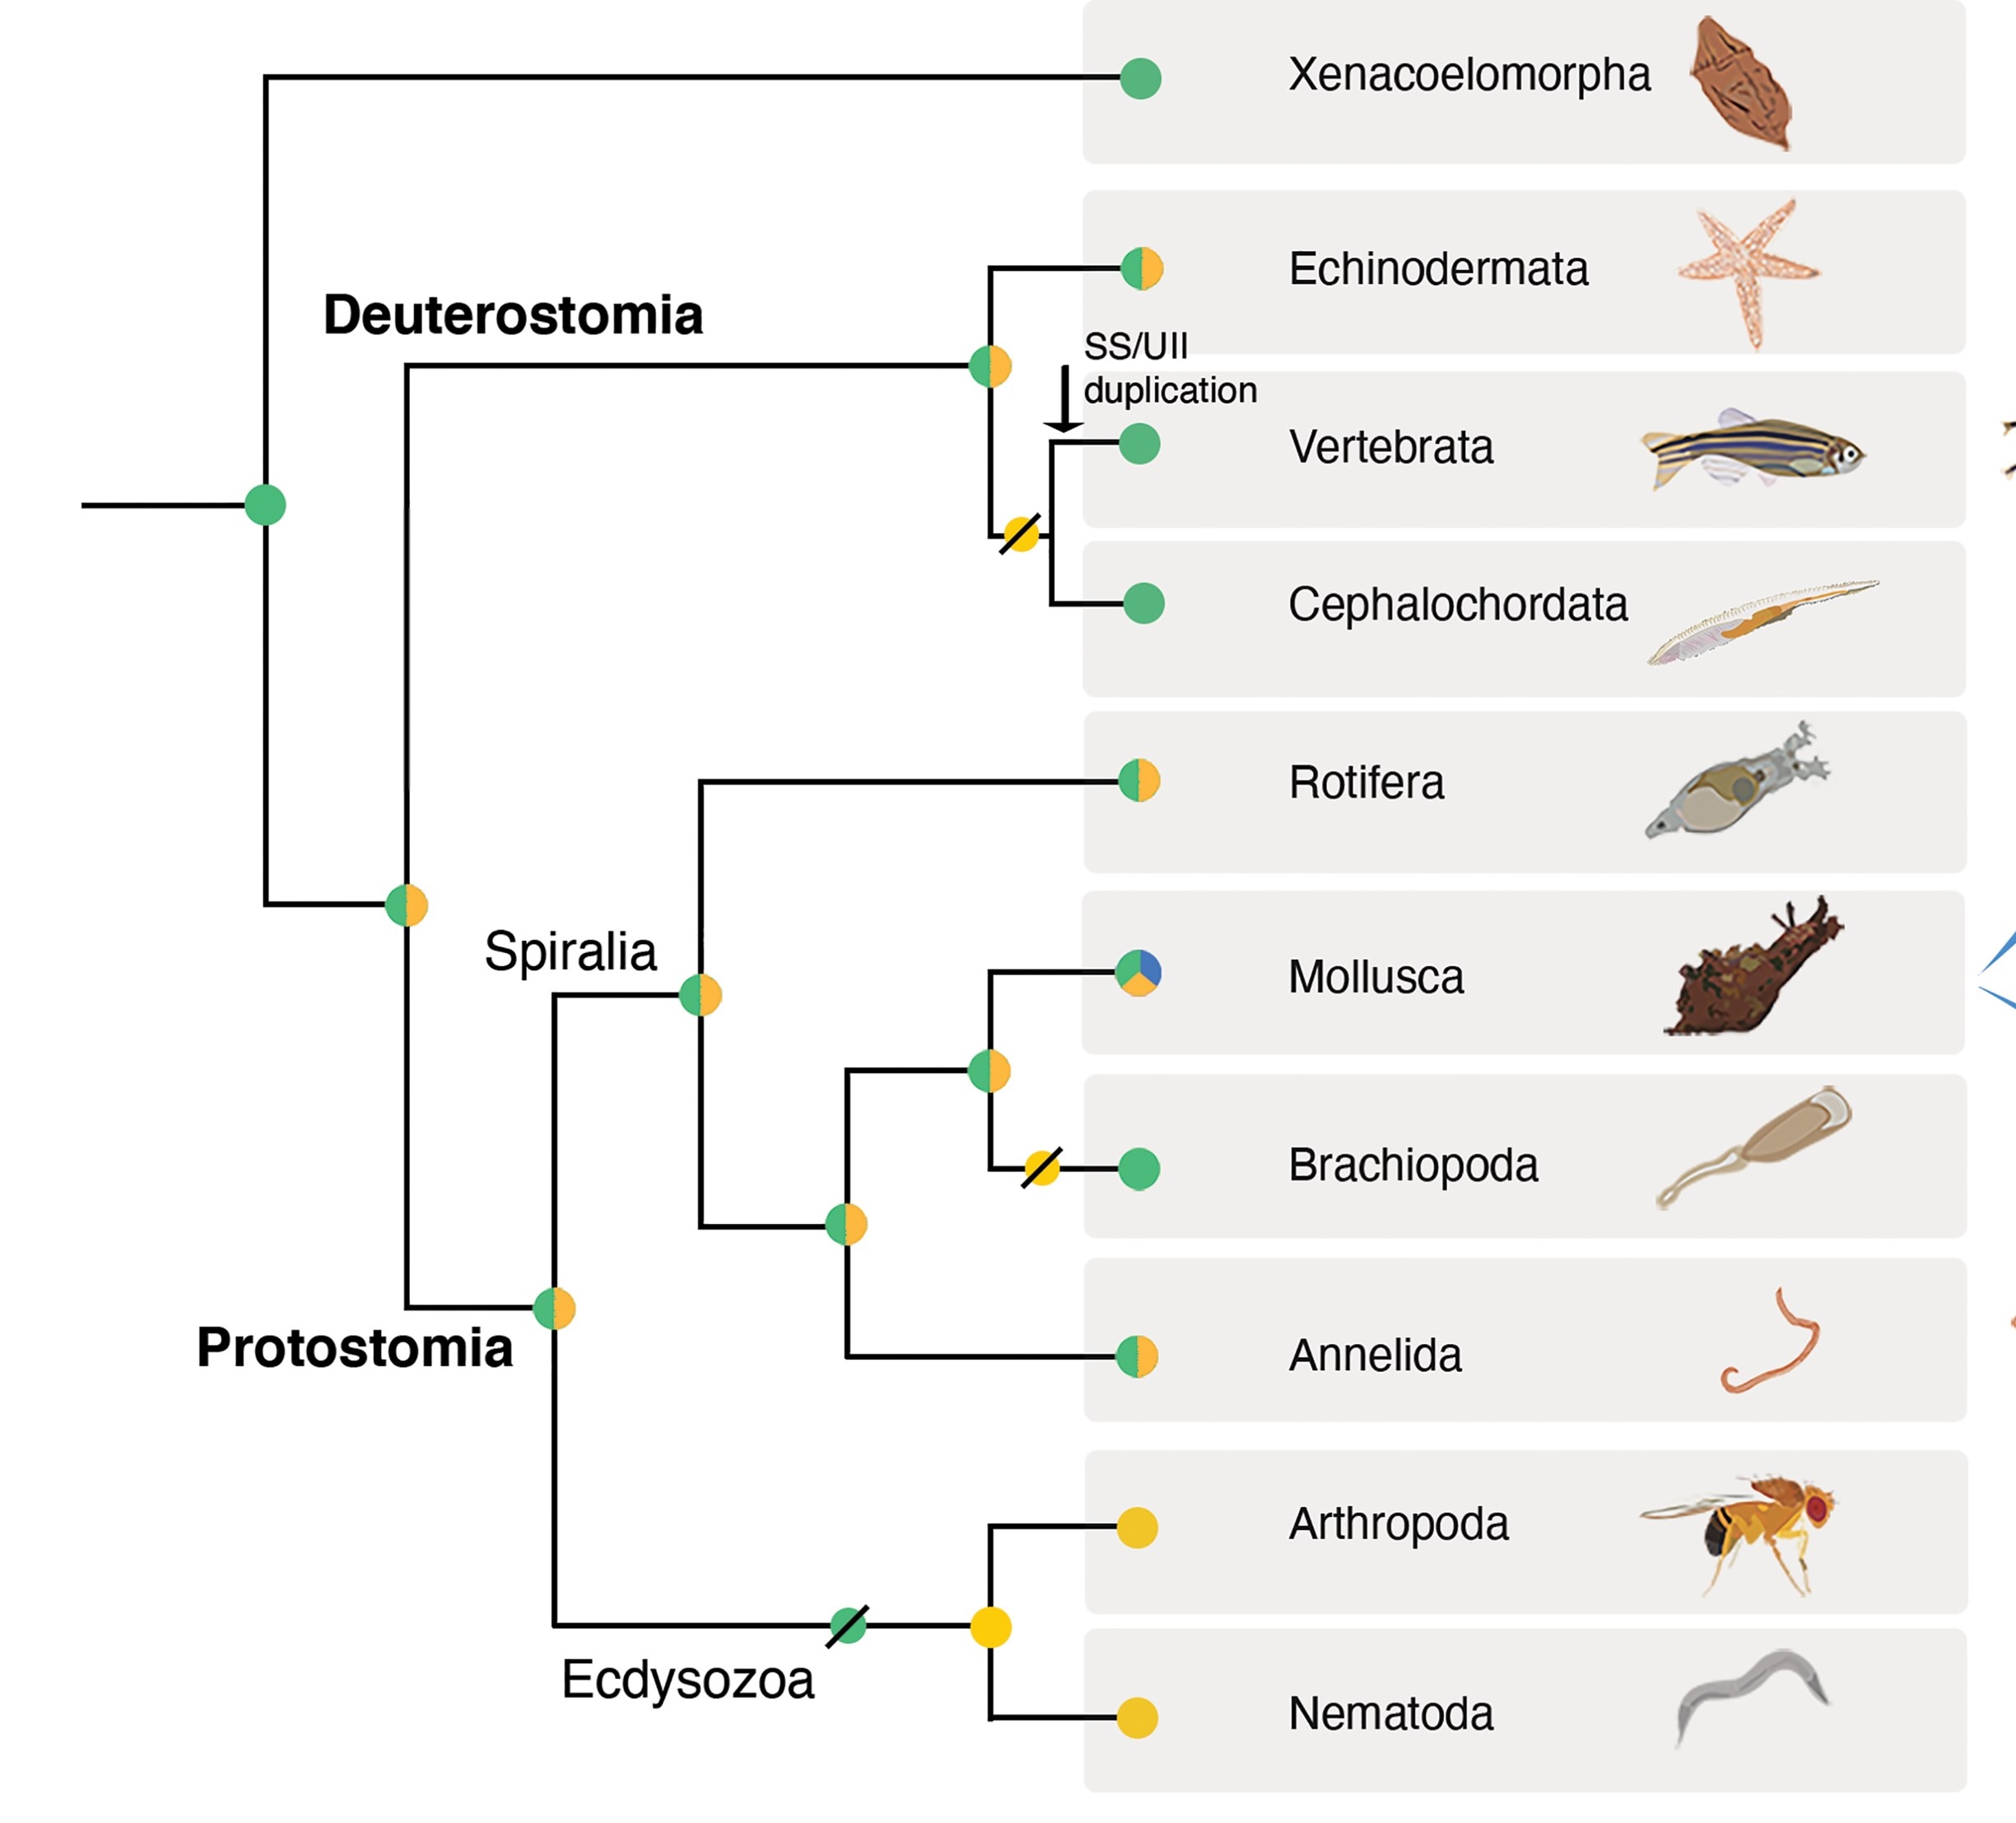 Xenacoelomorpha
Echinodermata
Deuterostomia
SS/UII
duplication
Vertebrata
Cephalochordata
Rotifera
Spiralia
Mollusca
Brachiopoda
Protostomia
Annelida
Arthropoda
Ecdysozoa
Nematoda